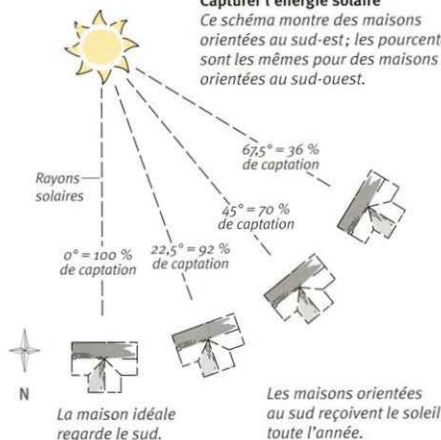 Capturer l'énergie solaire
Ce schéma montre des maisons
orientées au sud-est; les pourcent
sont les mêmes pour des maisons
orientées au sud-ouest.
67,5° = 36 %
de captation
Rayons
solaires
45° = 70 %
de captation
0° = 100 %
de captation
22,5° = 92 %
de captation
N
La maison idéale
regarde le sud.
Les maisons orientées
au sud reçoivent le soleil
toute l'année.